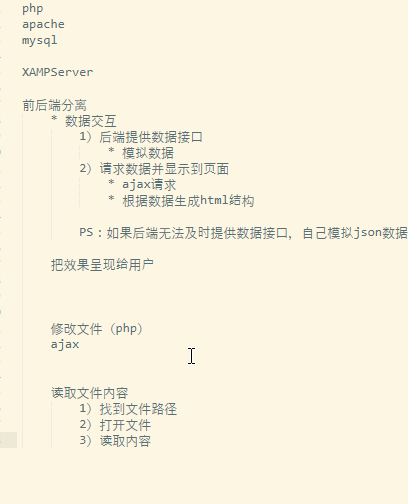 php
apache
mysql
XAMPServer
前后端分离
* 数据交互
1）后端提供数据接口
* 模拟数据
2）请求数据并显示到页面
* ajax请求
* 根据数据生成html结构
PS：如果后端无法及时提供数据接口，自己模拟json数据
把效果呈现给用户
修改文件（php）
ajax
读取文件内容
1）找到文件路径
2）打开文件
3）读取内容